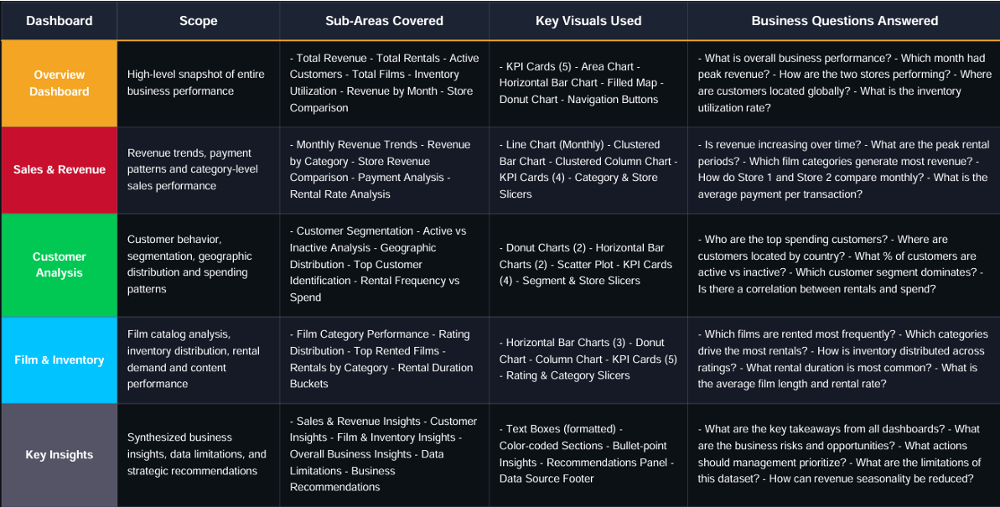 Dashboard
Scope
Sub-Areas Covered
Key Visuals Used
Business Questions Answered
Overview
Dashboard
High-level snapshot of entire
business performance
- Total Revenue - Total Rentals - Active
Customers - Total Films - Inventory
Utilization - Revenue by Month - Store
Comparison
- KPI Cards (5) - Area Chart -
Horizontal Bar Chart - Filled Map -
Donut Chart - Navigation Buttons
- What is overall business performance? - Which month had
peak revenue? - How are the two stores performing? - Where
are customers located globally? - What is the inventory
utilization rate?
Sales & Revenue
Revenue trends, payment
patterns and category-level
sales performance
- Monthly Revenue Trends - Revenue
by Category - Store Revenue
Comparison - Payment Analysis -
Rental Rate Analysis
- Line Chart (Monthly) - Clustered
Bar Chart - Clustered Column Chart -
KPI Cards (4) - Category & Store
Slicers
- Is revenue increasing over time? - What are the peak rental
periods? - Which film categories generate most revenue? -
How do Store 1 and Store 2 compare monthly? - What is the
average payment per transaction?
Customer
Analysis
Customer behavior,
segmentation, geographic
distribution and spending
patterns
- Customer Segmentation - Active vs
Inactive Analysis - Geographic
Distribution - Top Customer
Identification - Rental Frequency vs
Spend
- Donut Charts (2) - Horizontal Bar
Charts (2) - Scatter Plot - KPI Cards
(4) - Segment & Store Slicers
- Who are the top spending customers? - Where are
customers located by country? - What % of customers are
active vs inactive? - Which customer segment dominates? -
Is there a correlation between rentals and spend?
Film & Inventory
Film catalog analysis,
inventory distribution, rental
demand and content
performance
- Film Category Performance - Rating
Distribution - Top Rented Films -
Rentals by Category - Rental Duration
Buckets
- Horizontal Bar Charts (3) - Donut
Chart - Column Chart - KPI Cards (5)
- Rating & Category Slicers
- Which films are rented most frequently? - Which categories
drive the most rentals? - How is inventory distributed across
ratings? - What rental duration is most common? - What is
the average film length and rental rate?
Key Insights
Synthesized business
insights, data limitations, and
strategic recommendations
- Sales & Revenue Insights - Customer
Insights - Film & Inventory Insights -
Overall Business Insights - Data
Limitations - Business
Recommendations
- Text Boxes (formatted) -
Color-coded Sections - Bullet-point
Insights - Recommendations Panel -
Data Source Footer
- What are the key takeaways from all dashboards? - What
are the business risks and opportunities? - What actions
should management prioritize? - What are the limitations of
this dataset? - How can revenue seasonality be reduced?